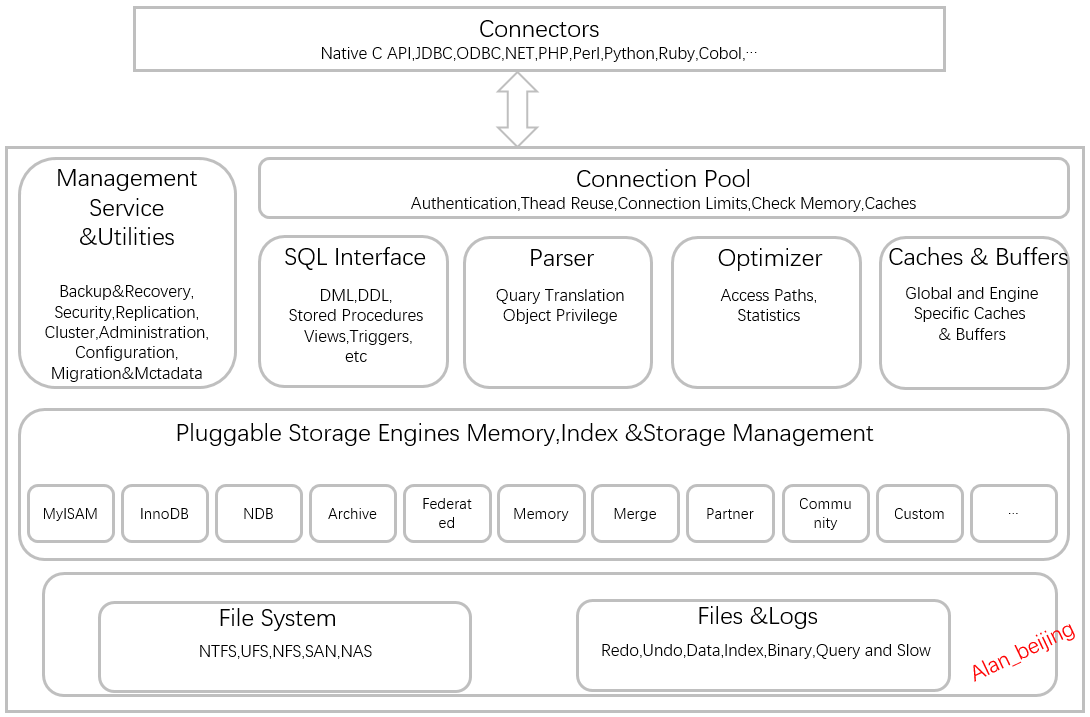 Connectors
Native C API,JDBC,ODBC,NET,PHP,Perl,Python,Ruby,Cobol,…
Management
Service
&Utilities
Backup&Recovery,
Security,Replication,
Cluster,Administration,
Configuration,
Migration&Mctadata
Connection Pool
Authentication,Thead Reuse,Connection Limits,Check Memory,Caches
SQL Interface
DML,DDL,
Stored Procedures
Views,Triggers,
etc
Parser
Quary Translation
Object Privilege
Optimizer
Access Paths,
Statistics
Caches & Buffers
Global and Engine
Specific Caches
& Buffers
Pluggable Storage Engines Memory,Index &Storage Management
MyISAM
InnoDB
NDB
Archive
Federat
ed
Memory
Merge
Partner
Commu
nity
Custom
…
File System
NTFS,UFS,NFS,SAN,NAS
Files &Logs
Redo,Undo,Data,Index,Binary,Query and Slow
Alan_beijing